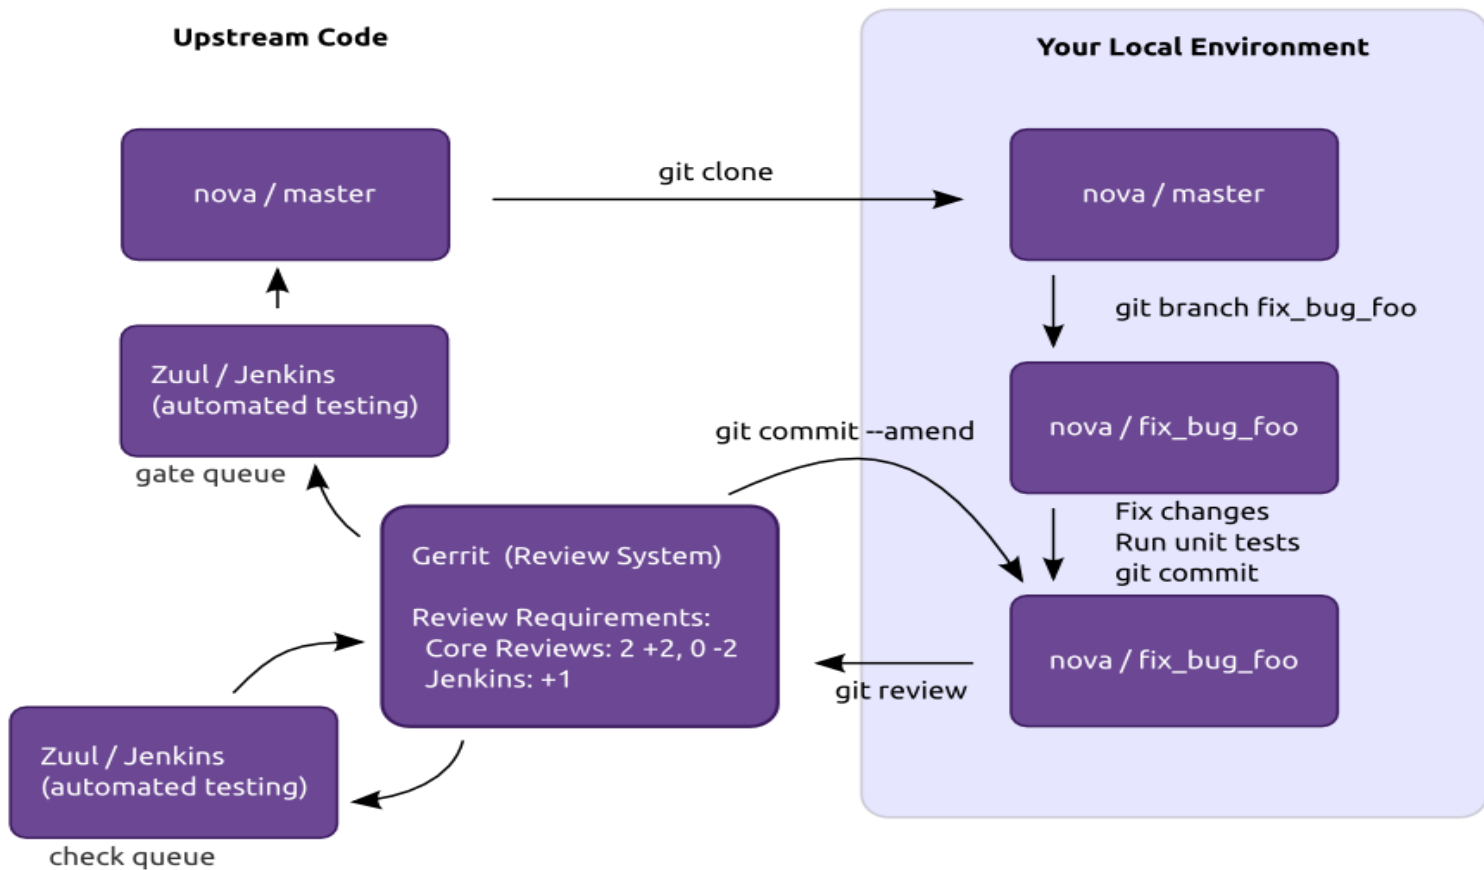 Upstream Code
Your Local Environment
nova / master
git clone
nova / master
git branch fix_bug_foo
Zuul / Jenkins
(automated testing)
gate queue
nova / fix_bug_foo
git commit --amend
Fix changes
Run unit tests
git commit
Gerrit  (Review System)
Review Requirements:
Core Reviews: 2 +2, 0 -2
Jenkins: +1
nova / fix_bug_foo
git review
Zuul / Jenkins
(automated testing)
check queue